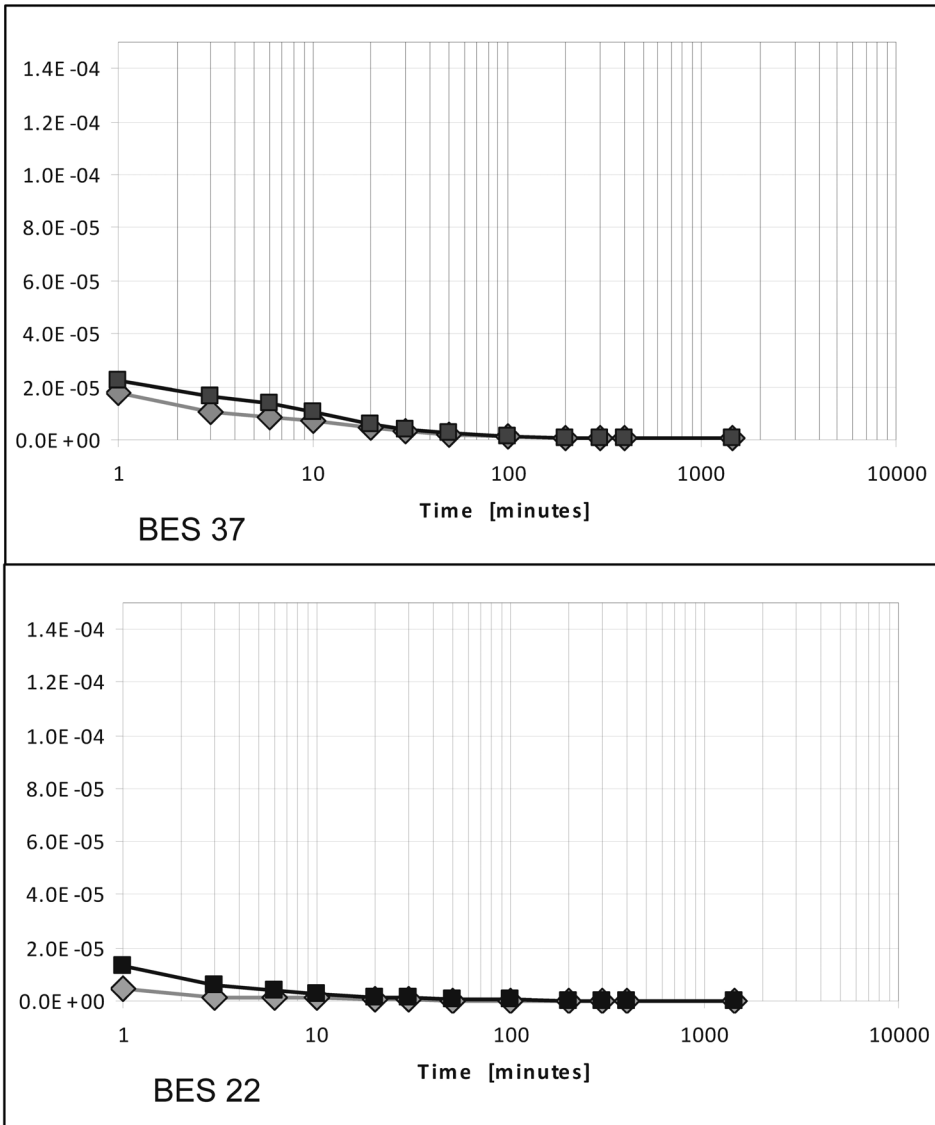 1.4E -04
1.2E -04
1.0E -04
8.0E -05
6.0E -05
4.0E -05
2.0E -05
0.0E + 00
1 10 100 1000 10000
Time [minutes]
BES 37
1.4E -04
1.2E -04
1.0E -04
8.0E -05
6.0E -05
4.0E -05
2.0E -05
0.0E + 00
1 10 100 1000 10000
Time [minutes]
BES 22